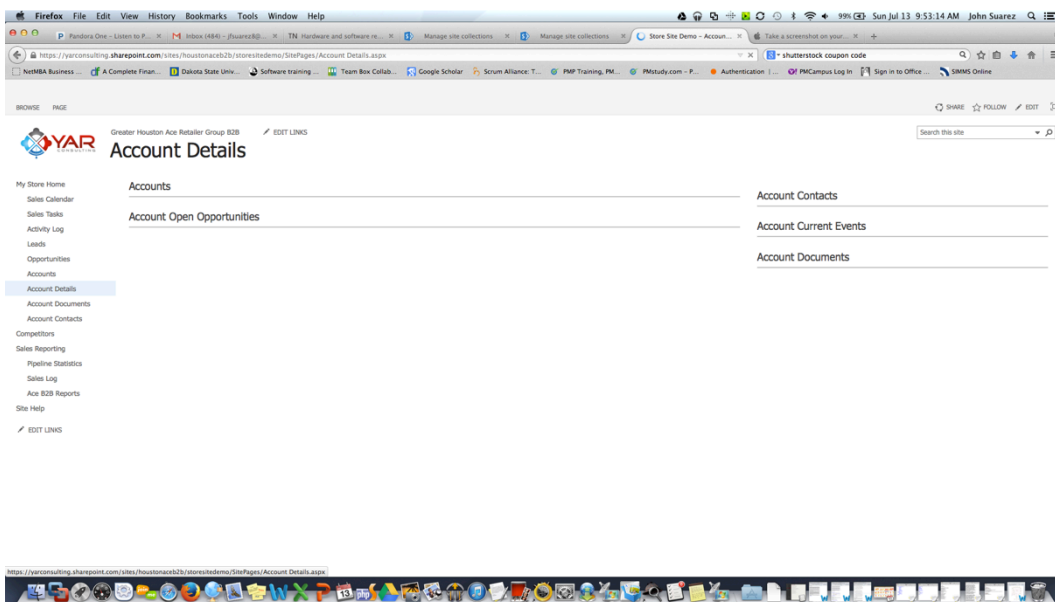 Firefox File Edit View History Bookmarks Tools Window Help 99% Sun Jul 13 9:53:14 AM John Suarez
Pandora One – Listen to P... Inbox (484) – jfsuarez8@... TN Hardware and software re... Manage site collections Manage site collections Store Site Demo – Accoun... Take a screenshot on your...
https://yarconsulting.sharepoint.com/sites/houstonaceb2b/storesitedemo/SitePages/Account Details.aspx shutterstock coupon code
NetMBA Business ... A Complete Finan... Dakota State Univ... Software training ... Team Box Collab... Google Scholar Scrum Alliance: T... PMP Training, PM... PMstudy.com – P... Authentication | ... PMCampus Log In Sign in to Office ... SIMMS Online
BROWSE PAGE SHARE FOLLOW EDIT
YAR
CONSULTING
Greater Houston Ace Retailer Group B2B EDIT LINKS
Account Details
Search this site
My Store Home
Sales Calendar
Sales Tasks
Activity Log
Leads
Opportunities
Accounts
Account Details
Account Documents
Account Contacts
Competitors
Sales Reporting
Pipeline Statistics
Sales Log
Ace B2B Reports
Site Help
EDIT LINKS
Accounts
Account Open Opportunities
Account Contacts
Account Current Events
Account Documents
https://yarconsulting.sharepoint.com/sites/houstonaceb2b/storesitedemo/SitePages/Account Details.aspx